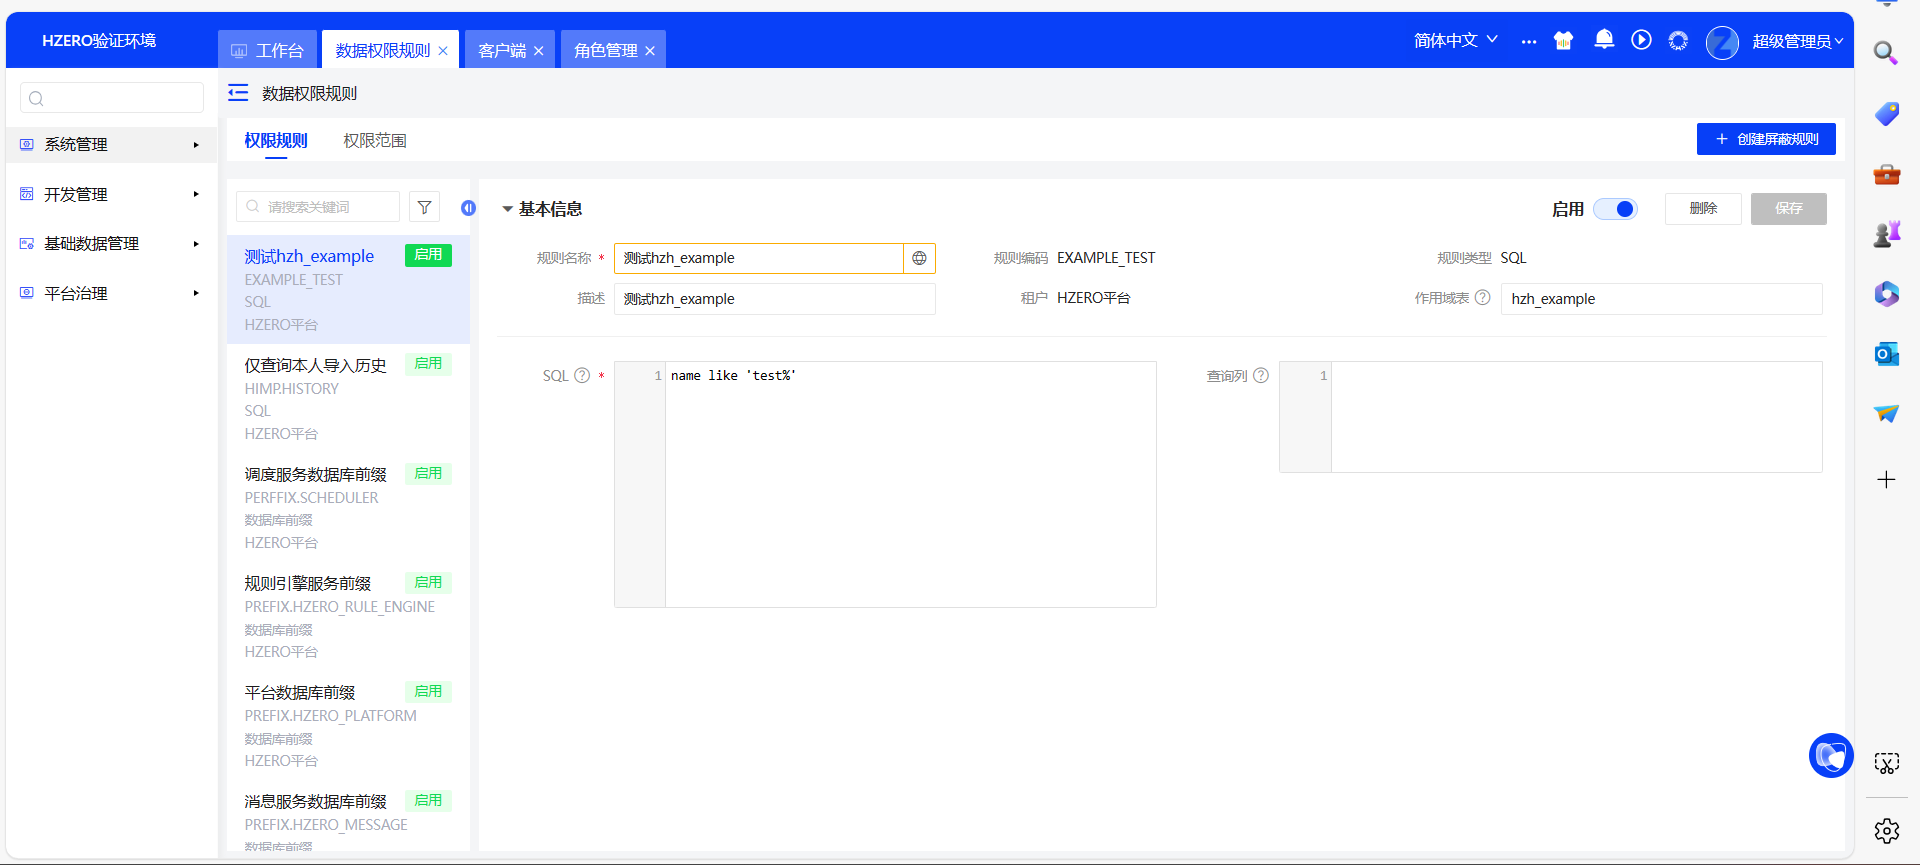 HZERO验证环境
工作台
数据权限规则
客户端
角色管理
简体中文
超级管理员
数据权限规则
系统管理
开发管理
基础数据管理
平台治理
权限规则
权限范围
创建屏蔽规则
请搜索关键词
测试hzh_example
启用
EXAMPLE_TEST
SQL
HZERO平台
仅查询本人导入历史
启用
HIMP.HISTORY
SQL
HZERO平台
调度服务数据库前缀
启用
PERFFIX.SCHEDULER
数据库前缀
HZERO平台
规则引擎服务前缀
启用
PREFIX.HZERO_RULE_ENGINE
数据库前缀
HZERO平台
平台数据库前缀
启用
PREFIX.HZERO_PLATFORM
数据库前缀
HZERO平台
消息服务数据库前缀
启用
PREFIX.HZERO_MESSAGE
数据库前缀
基本信息
启用
删除
保存
规则名称 * 测试hzh_example
规则编码 EXAMPLE_TEST
规则类型 SQL
描述 测试hzh_example
租户 HZERO平台
作用域表 ? hzh_example
SQL ? *
1 name like 'test%'
查询列 ?
1